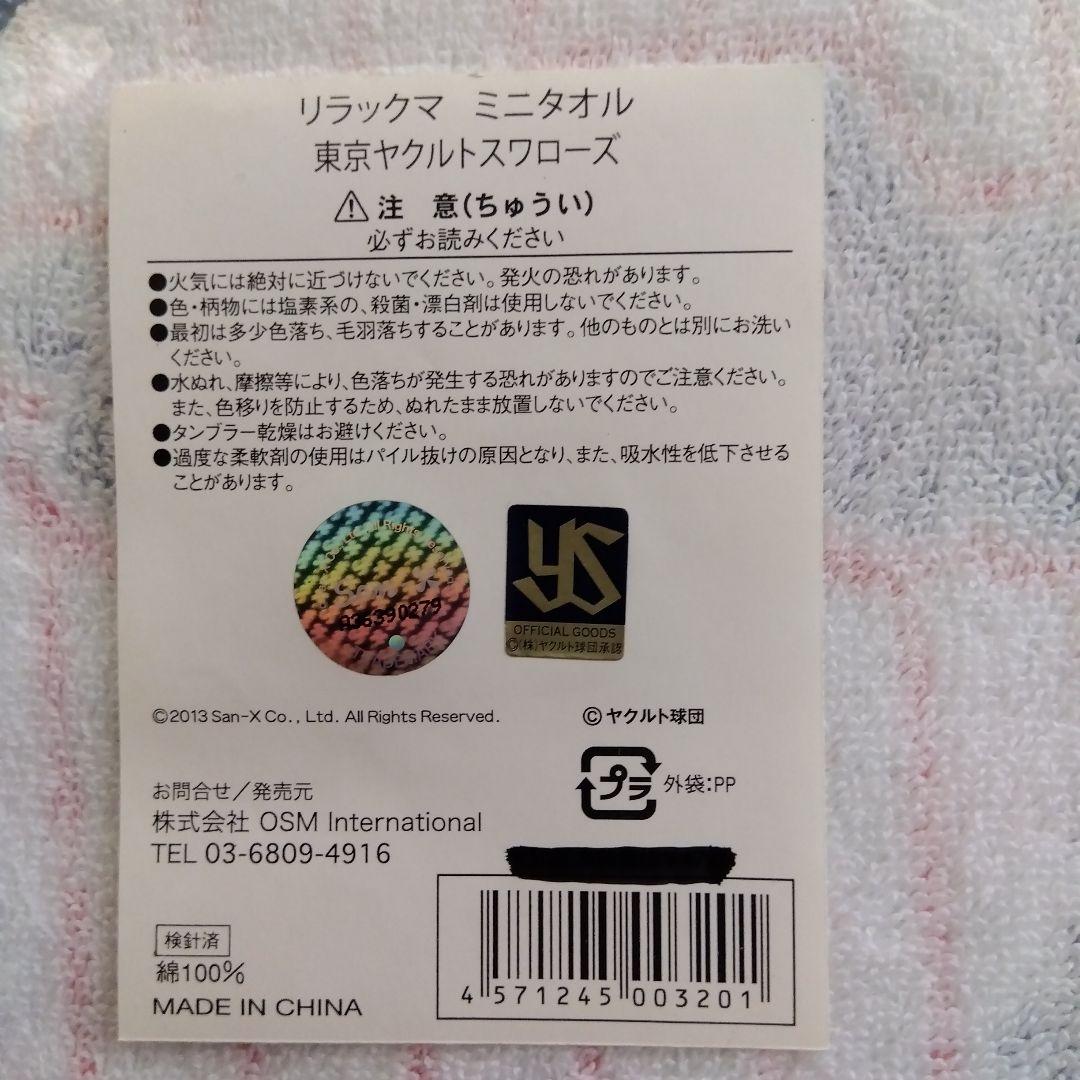 リラックマ ミニタオル
東京ヤクルトスワローズ
注 意(ちゅうい)
必ずお読みください
●火気には絶対に近づけないでください。発火の恐れがあります。
●色・柄物には塩素系の、殺菌・漂白剤は使用しないでください。
●最初は多少色落ち、毛羽落ちすることがあります。他のものとは別にお洗い
ください。
●水ぬれ、摩擦等により、色落ちが発生する恐れがありますのでご注意ください。
また、色移りを防止するため、ぬれたまま放置しないでください。
●タンブラー乾燥はお避けください。
●過度な柔軟剤の使用はパイル抜けの原因となり、また、吸水性を低下させる
ことがあります。
All Rights
YS
OFFICIAL GOODS
©(株)ヤクルト球団承認
©2013 San-X Co., Ltd. All Rights Reserved.
©ヤクルト球団
プラ 外袋:PP
お問合せ/発売元
株式会社 OSM International
TEL 03-6809-4916
検針済
綿100%
MADE IN CHINA
4 571245 003201